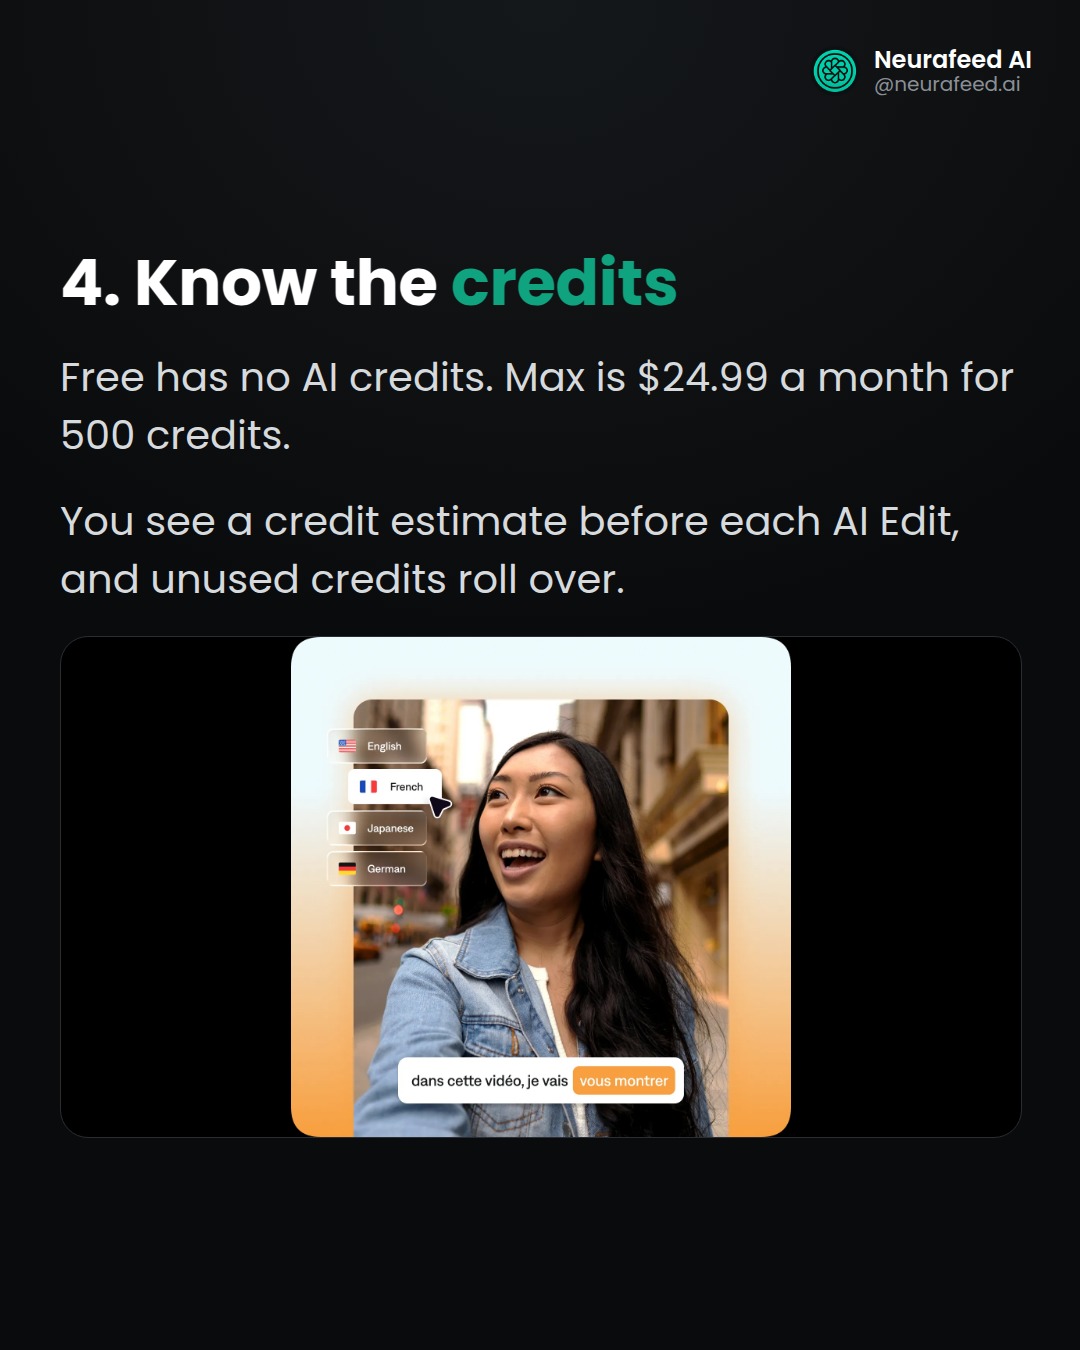 Neurafeed AI
@neurafeed.ai
4. Know the credits
Free has no AI credits. Max is $24.99 a month for
500 credits.
You see a credit estimate before each AI Edit,
and unused credits roll over.
English
French
Japanese
German
dans cette vidéo, je vais vous montrer